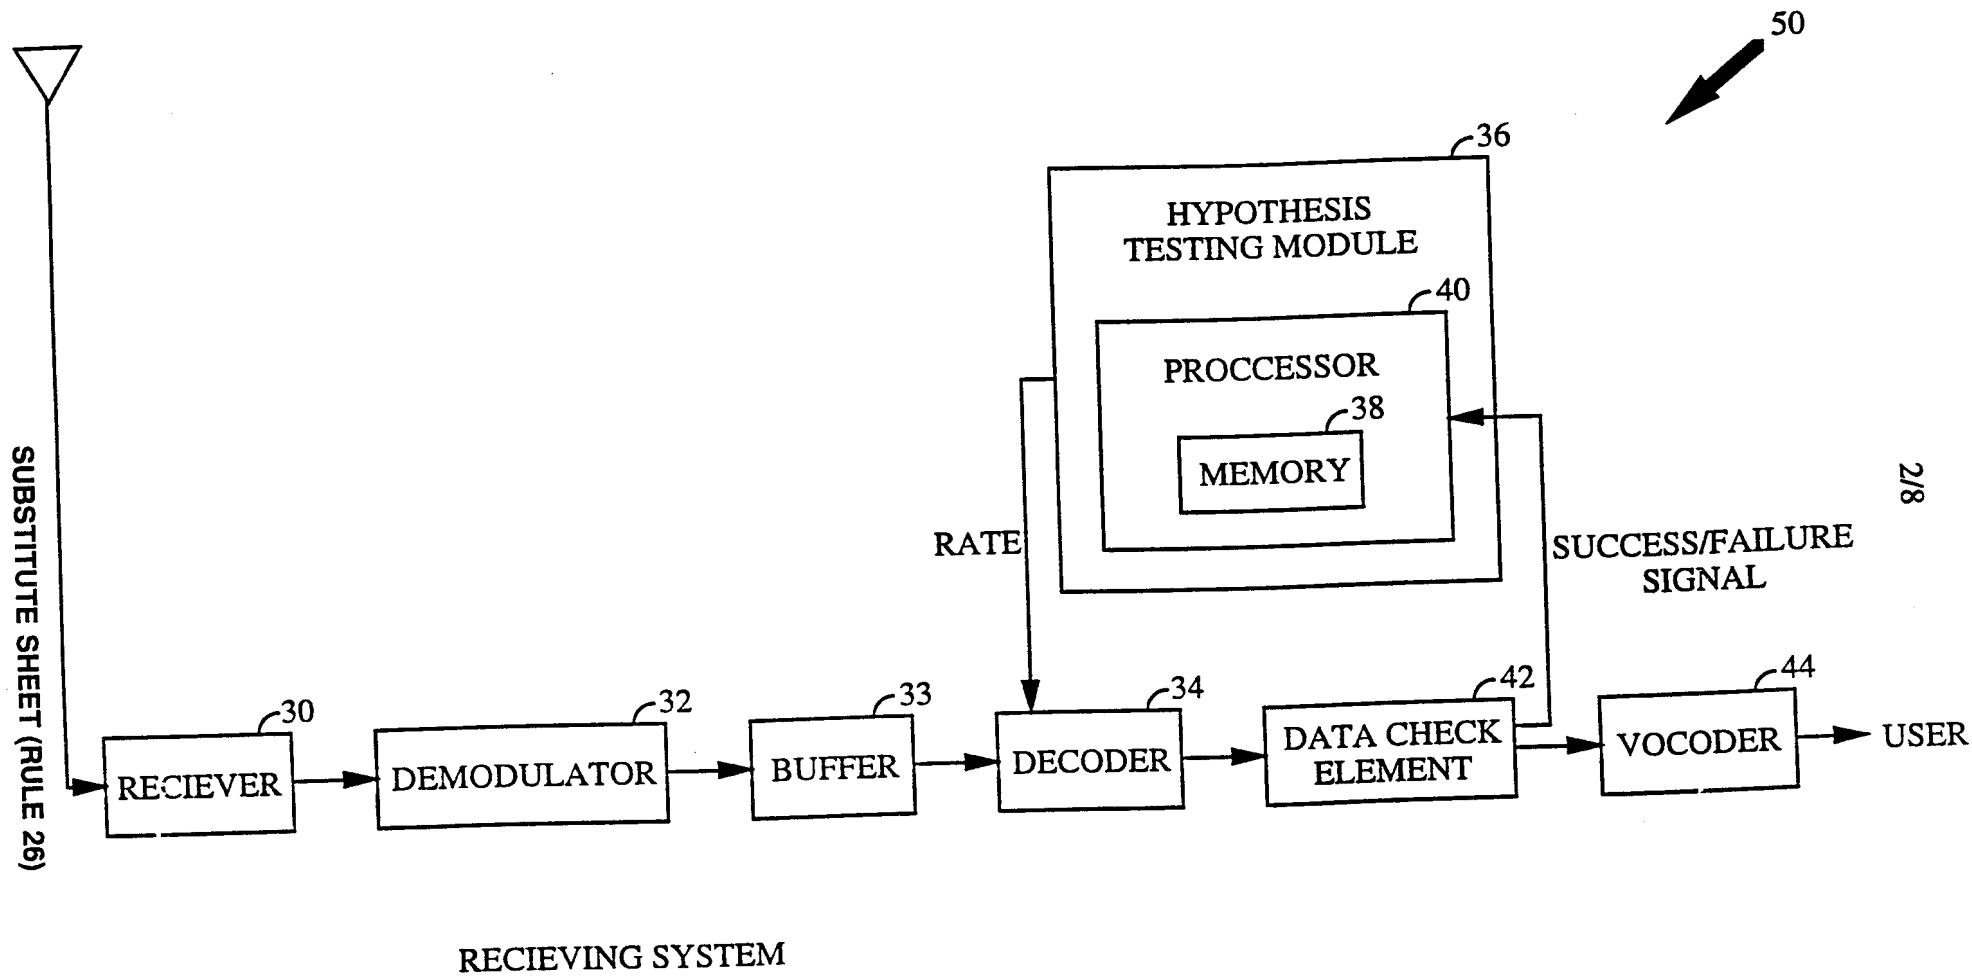 50
36
HYPOTHESIS
TESTING MODULE
40
PROCCESSOR
38
MEMORY
RATE
SUCCESS/FAILURE
SIGNAL
2/8
SUBSTITUTE SHEET (RULE 26)
30
RECIEVER
32
DEMODULATOR
33
BUFFER
34
DECODER
42
DATA CHECK
ELEMENT
44
VOCODER
USER
RECIEVING SYSTEM